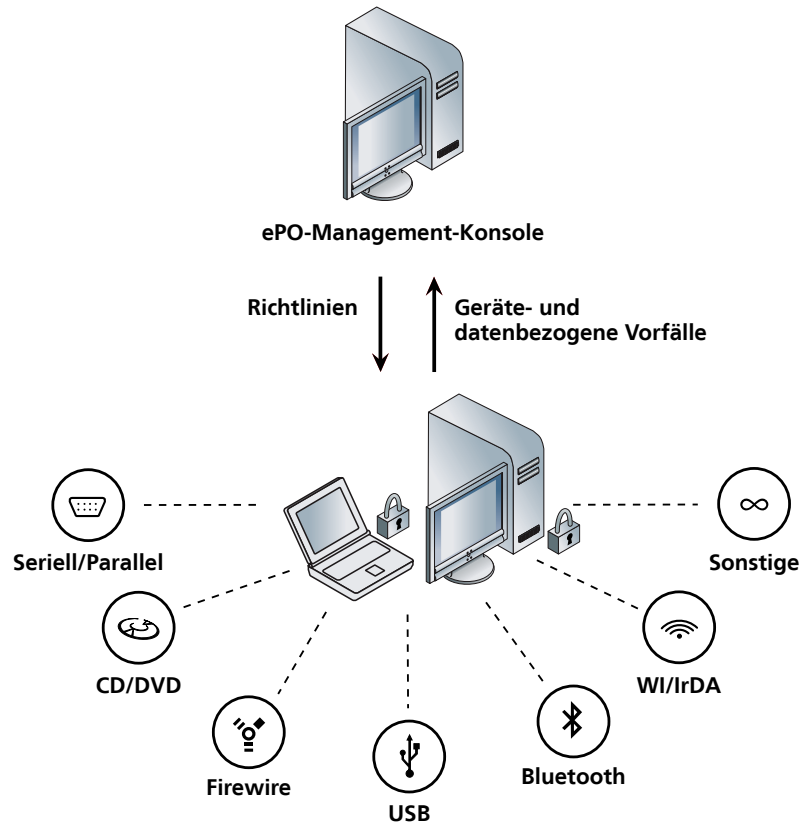 ePO-Management-Konsole
Richtlinien
Geräte- und
datenbezogene Vorfälle
Seriell/Parallel
Sonstige
CD/DVD
WI/IrDA
Firewire
Bluetooth
USB